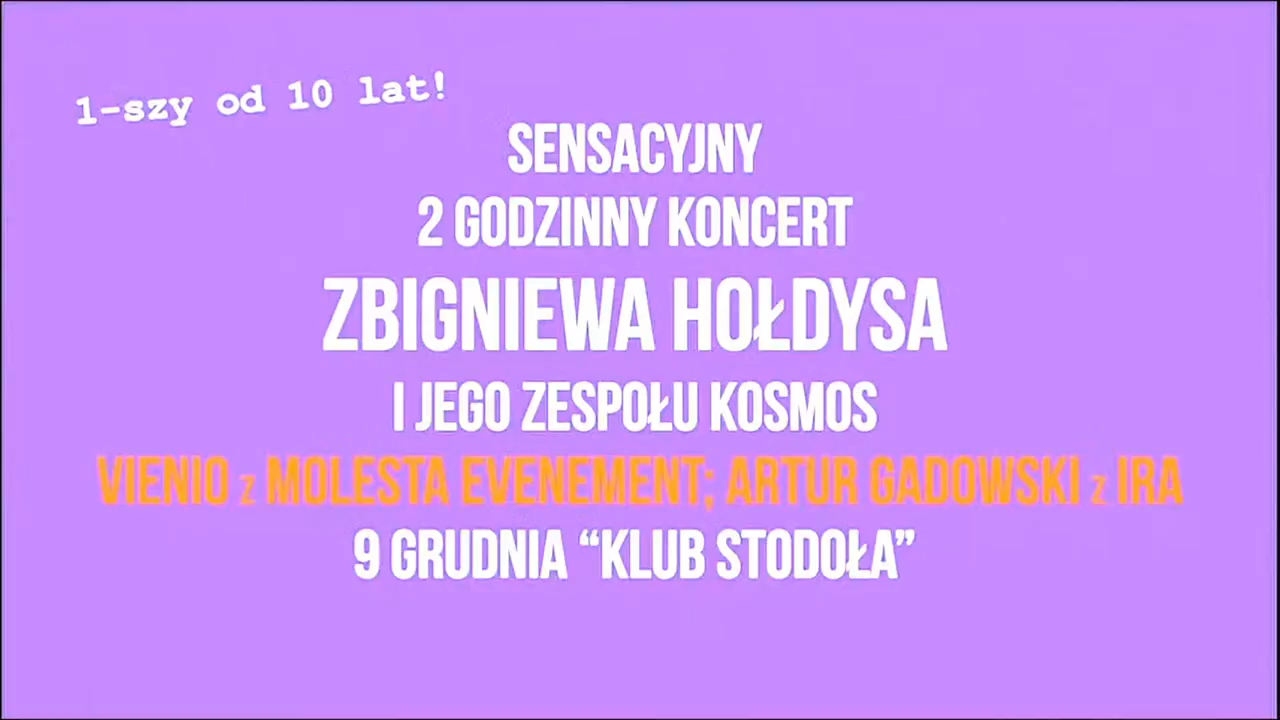 1-szy od 10 lat!
SENSACYJNY
2 GODZINNY KONCERT
ZBIGNIEWA HOŁDYSA
I JEGO ZESPOŁU KOSMOS
VIENIO z MOLESTA EVENEMENT; ARTUR GADOWSKI z IRA
9 GRUDNIA “KLUB STODOŁA”